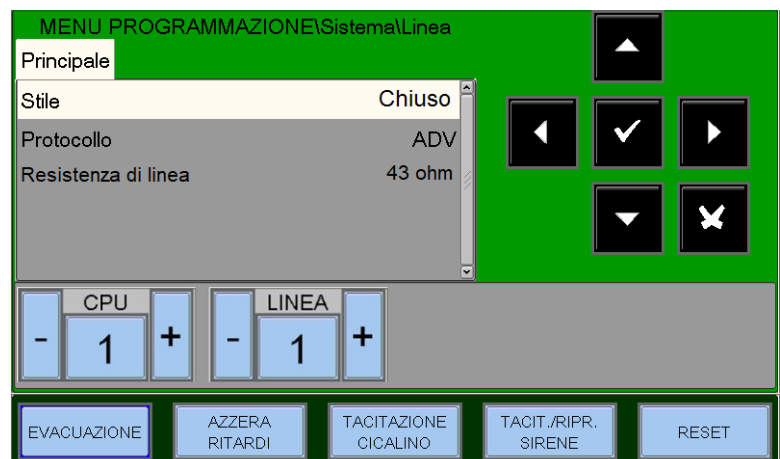 MENU PROGRAMMAZIONE\Sistema\Linea
Principale
Stile Chiuso
Protocollo ADV
Resistenza di linea 43 ohm
CPU LINEA
- 1 + - 1 +
EVACUAZIONE
AZZERA
RITARDI
TACITAZIONE
CICALINO
TACIT./RIPR.
SIRENE
RESET